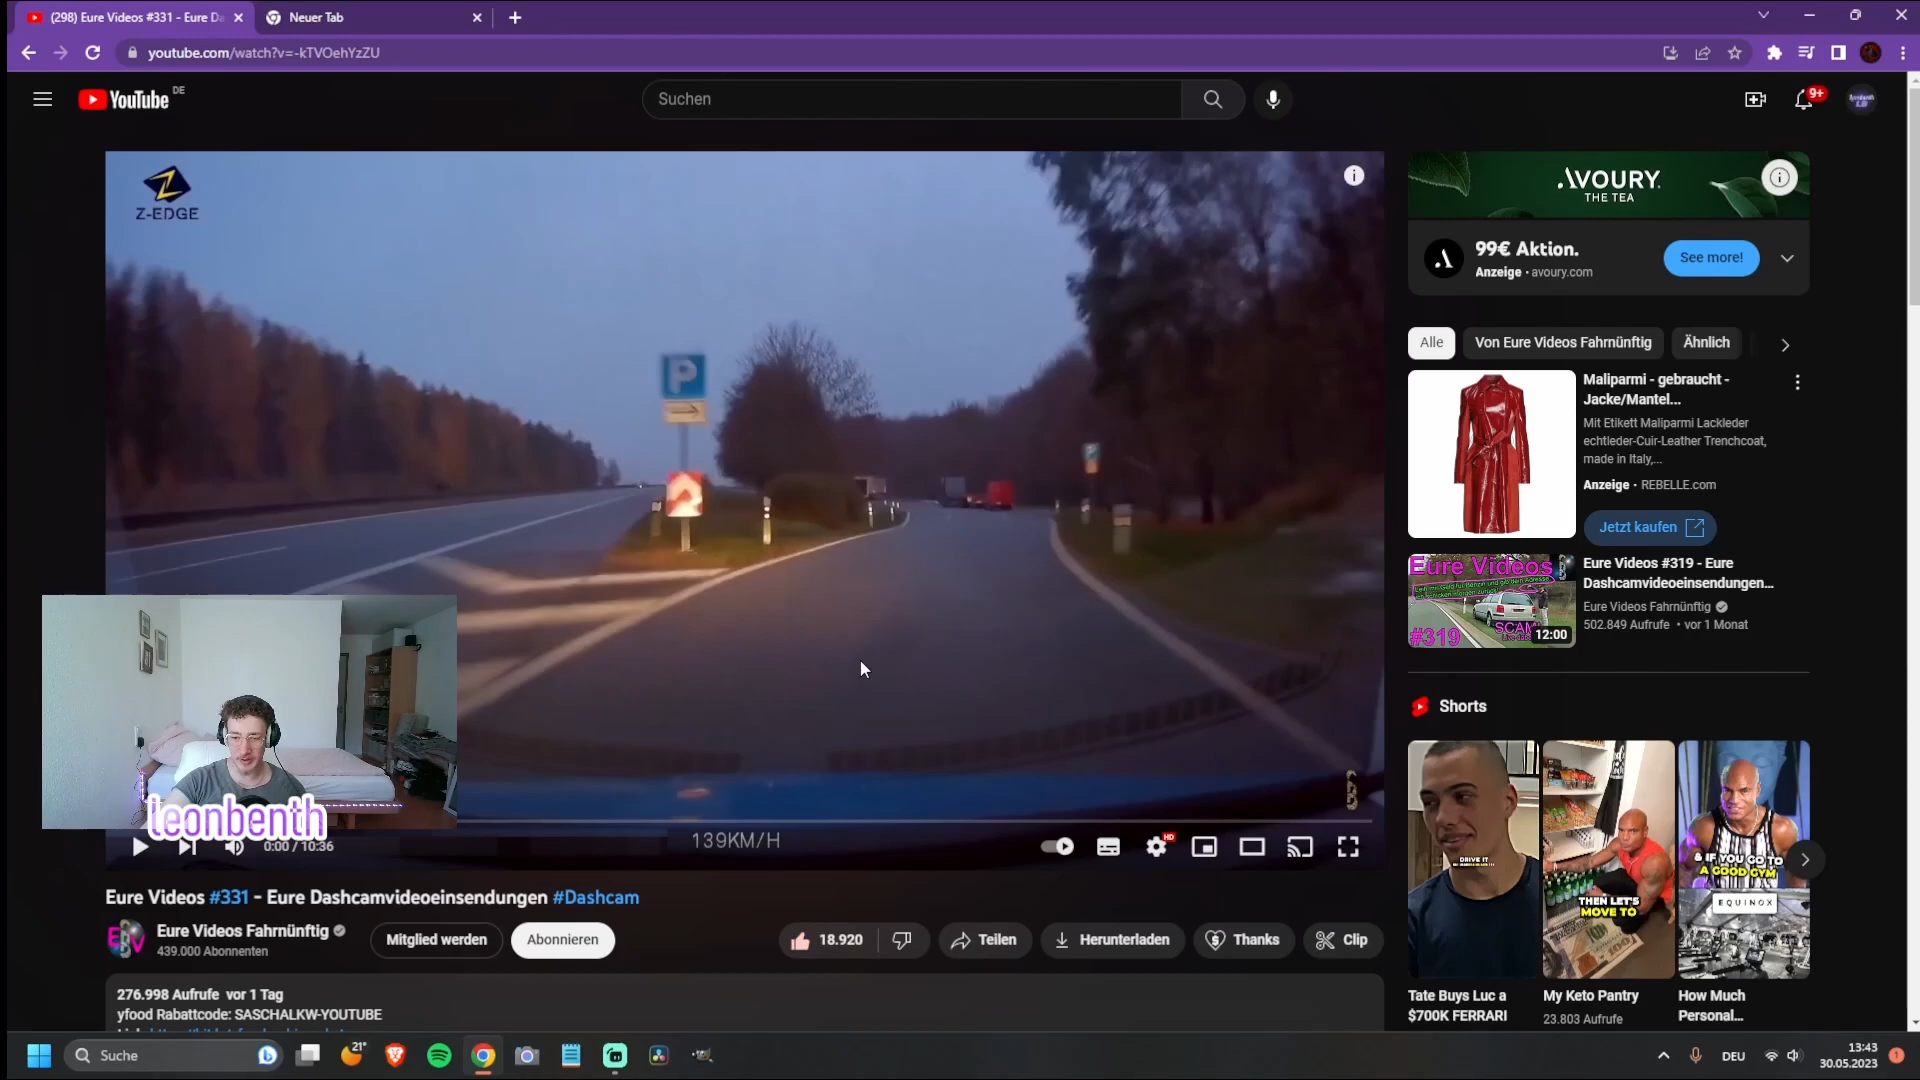 (298) Eure Videos #331 - Eure Da
Neuer Tab
youtube.com/watch?v=-kTVOehYzZU
YouTube DE
Suchen
9+
Z-EDGE
P
139KM/H
leonbenth
0:00 / 10:36
HD
Eure Videos #331 - Eure Dashcamvideoeinsendungen #Dashcam
Eure Videos Fahrnünftig
439.000 Abonnenten
Mitglied werden
Abonnieren
18.920
Teilen
Herunterladen
Thanks
Clip
276.998 Aufrufe vor 1 Tag
yfood Rabattcode: SASCHALKW-YOUTUBE
AVOURY.
THE TEA
99€ Aktion.
Anzeige • avoury.com
See more!
Alle
Von Eure Videos Fahrnünftig
Ähnlich
Maliparmi - gebraucht -
Jacke/Mantel...
Mit Etikett Maliparmi Lackleder
echtleder-Cuir-Leather Trenchcoat,
made in Italy,...
Anzeige • REBELLE.com
Jetzt kaufen
Eure Videos
#319
SCAM
12:00
Eure Videos #319 - Eure
Dashcamvideoeinsendungen...
Eure Videos Fahrnünftig
502.849 Aufrufe • vor 1 Monat
Shorts
DRIVE IT
THEN LET'S
MOVE TO
& IF YOU GO TO
A GOOD GYM
EQUINOX
Tate Buys Luc a
$700K FERRARI
My Keto Pantry
23.803 Aufrufe
How Much
Personal...
Suche
21°
DEU
13:43
30.05.2023
1